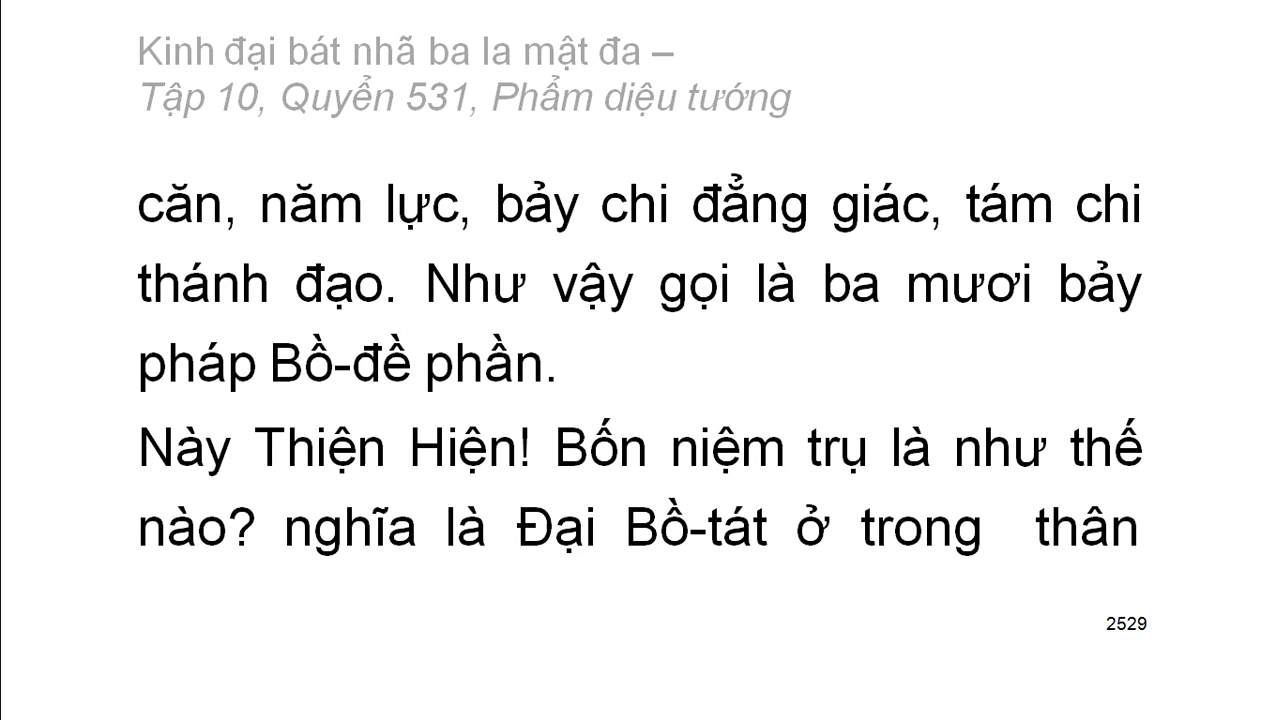 Kinh đại bát nhã ba la mật đa –
Tập 10, Quyển 531, Phẩm diệu tướng
căn, năm lực, bảy chi đẳng giác, tám chi
thánh đạo. Như vậy gọi là ba mươi bảy
pháp Bồ-đề phần.
Này Thiện Hiện! Bốn niệm trụ là như thế
nào? nghĩa là Đại Bồ-tát ở trong thân
2529